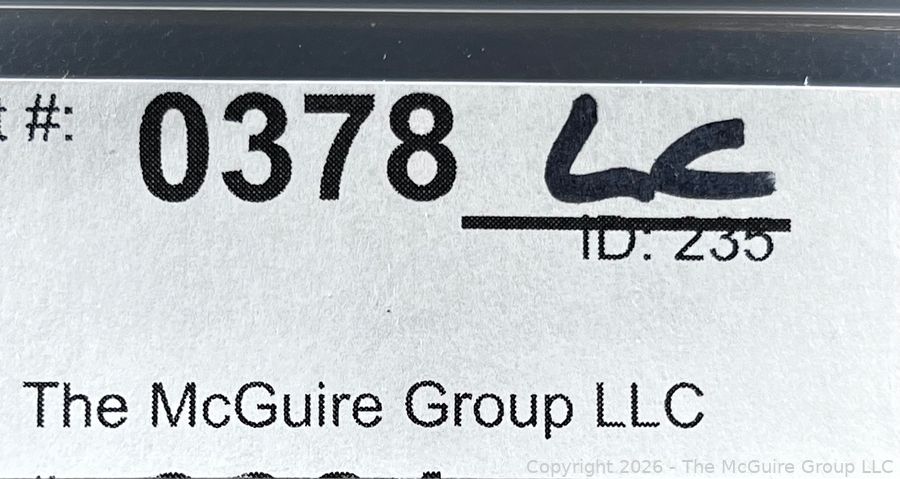 #: 0378 LC
ID: 235
The McGuire Group LLC
Copyright 2026 - The McGuire Group LLC